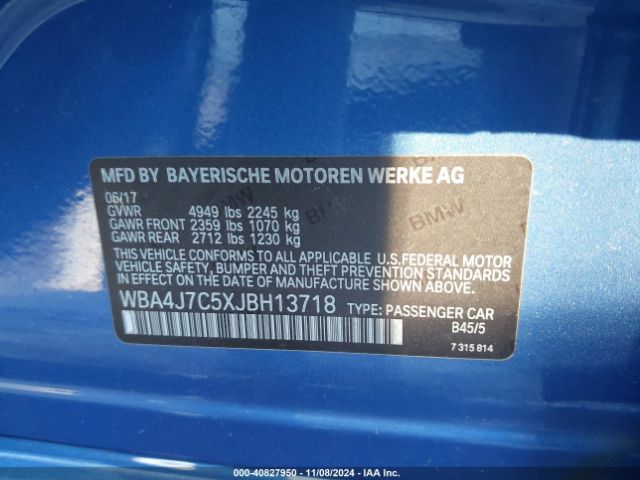 MFD BY BAYERISCHE MOTOREN WERKE AG
06/17
GVWR 4949 lbs 2245 kg
GAWR FRONT 2359 lbs 1070 kg
GAWR REAR 2712 lbs 1230 kg
THIS VEHICLE CONFORMS TO ALL APPLICABLE U.S.FEDERAL MOTOR
VEHICLE SAFETY, BUMPER AND THEFT PREVENTION STANDARDS IN
EFFECT ON THE DATE OF MANUFACTURE SHOWN ABOVE.
WBA4J7C5XJBH13718 TYPE: PASSENGER CAR
B45/5
7 315 814
BMW
BMW
BMW
000-40827950 | 11/08/2024 - IAA Inc.